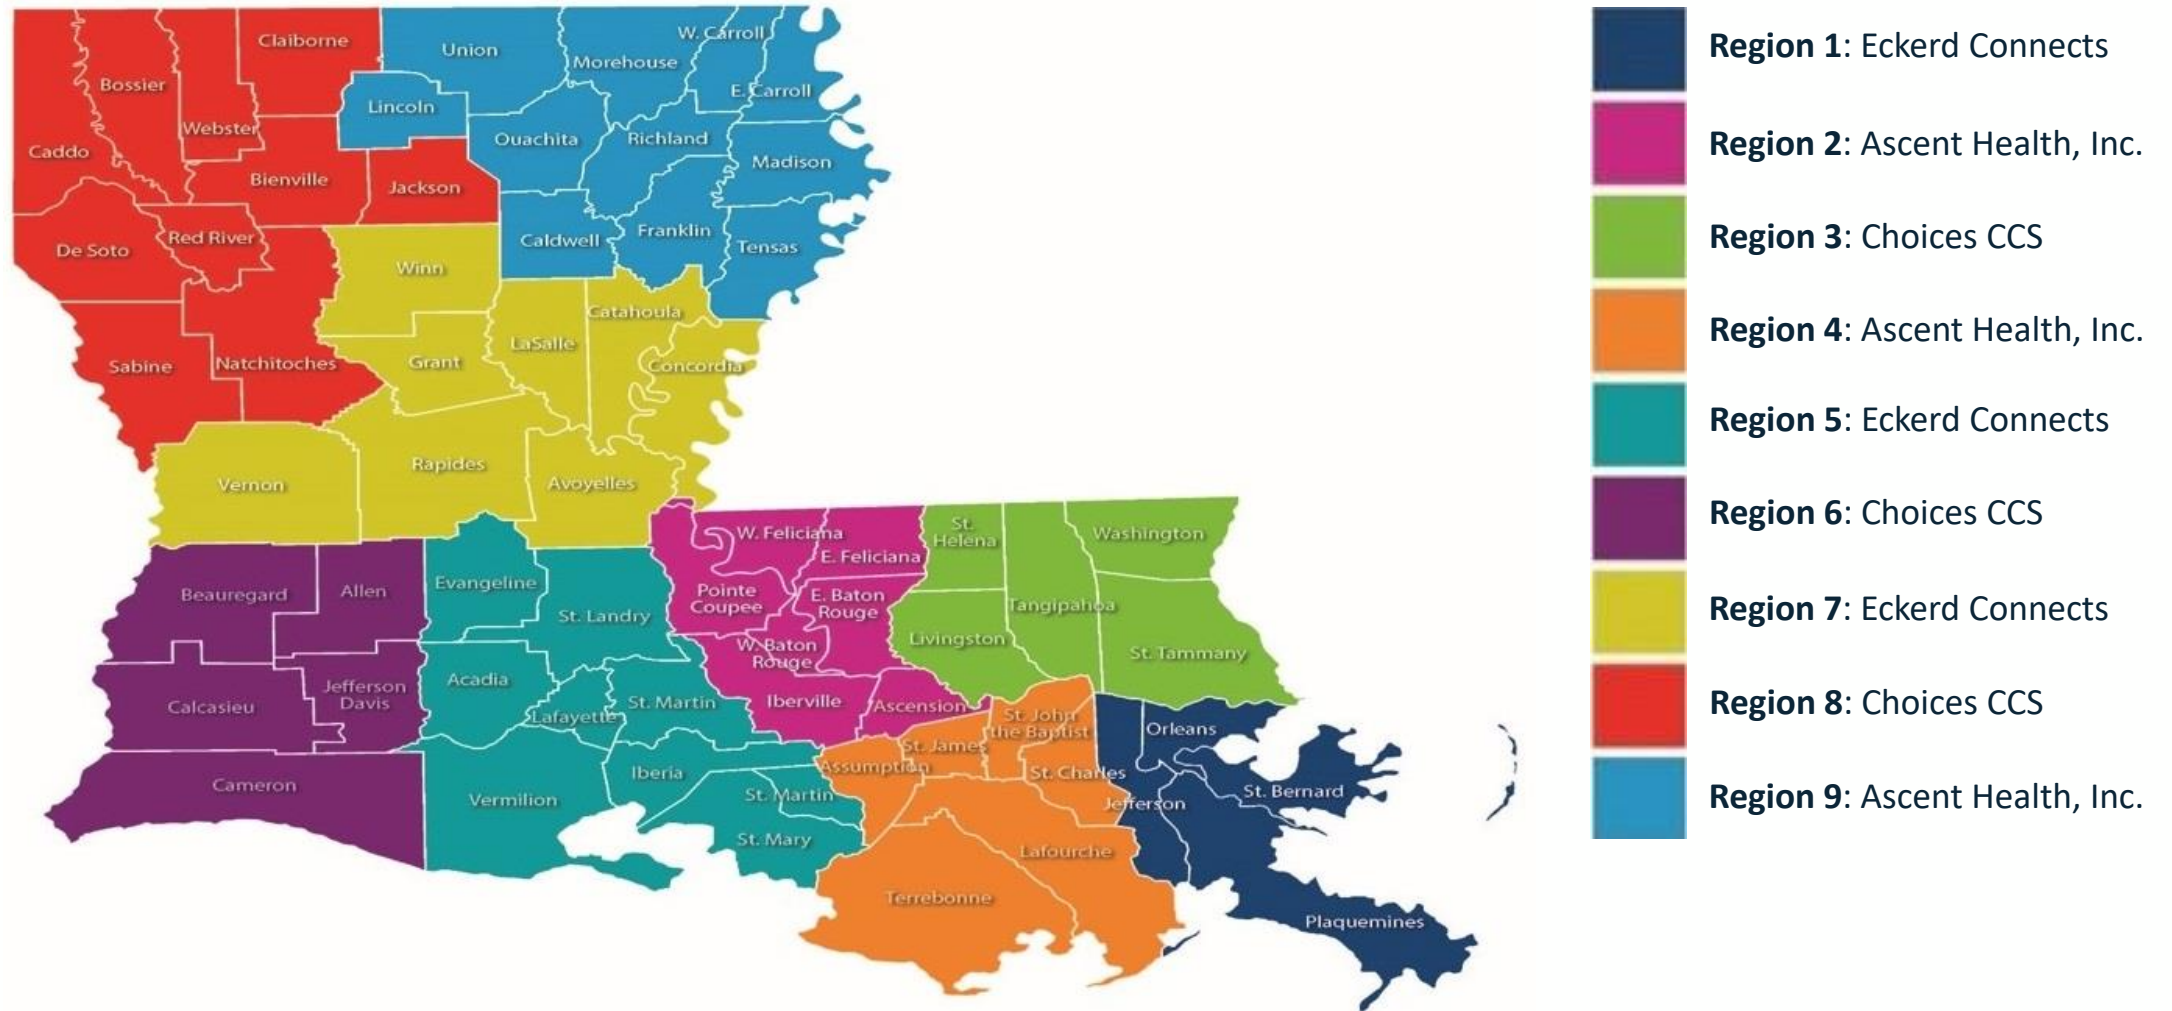 Claiborne
Union
W. Carroll
Morehouse
Bossier
E. Carroll
Lincoln
Webster
Ouachita
Richland
Caddo
Madison
Bienville
Jackson
Red River
De Soto
Caldwell
Franklin
Tensas
Winn
Catahoula
LaSalle
Sabine
Natchitoches
Grant
Concordia
Rapides
Vernon
Avoyelles
W. Feliciana
E. Feliciana
St.
Helena
Washington
Beauregard
Allen
Evangeline
St. Landry
Pointe
Coupee
E. Baton
Rouge
Tangipahoa
Livingston
W. Baton
Rouge
St. Tammany
Calcasieu
Jefferson
Davis
Acadia
Lafayette
St. Martin
Iberville
Ascension
St. John
the Baptist
Orleans
St. James
Assumption
St. Charles
Cameron
Vermilion
Iberia
St. Martin
St. Mary
Jefferson
St. Bernard
Lafourche
Terrebonne
Plaquemines
Region 1: Eckerd Connects
Region 2: Ascent Health, Inc.
Region 3: Choices CCS
Region 4: Ascent Health, Inc.
Region 5: Eckerd Connects
Region 6: Choices CCS
Region 7: Eckerd Connects
Region 8: Choices CCS
Region 9: Ascent Health, Inc.